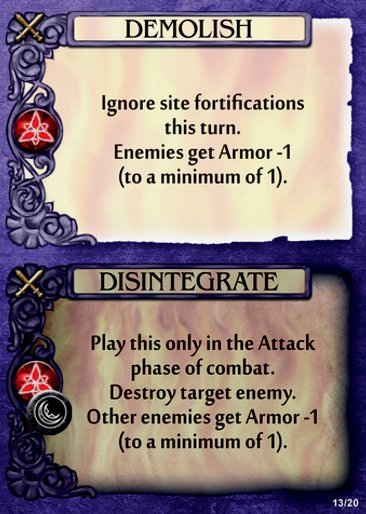 DEMOLISH
Ignore site fortifications
this turn.
Enemies get Armor -1
(to a minimum of 1).
DISINTEGRATE
Play this only in the Attack
phase of combat.
Destroy target enemy.
Other enemies get Armor -1
(to a minimum of 1).
13/20